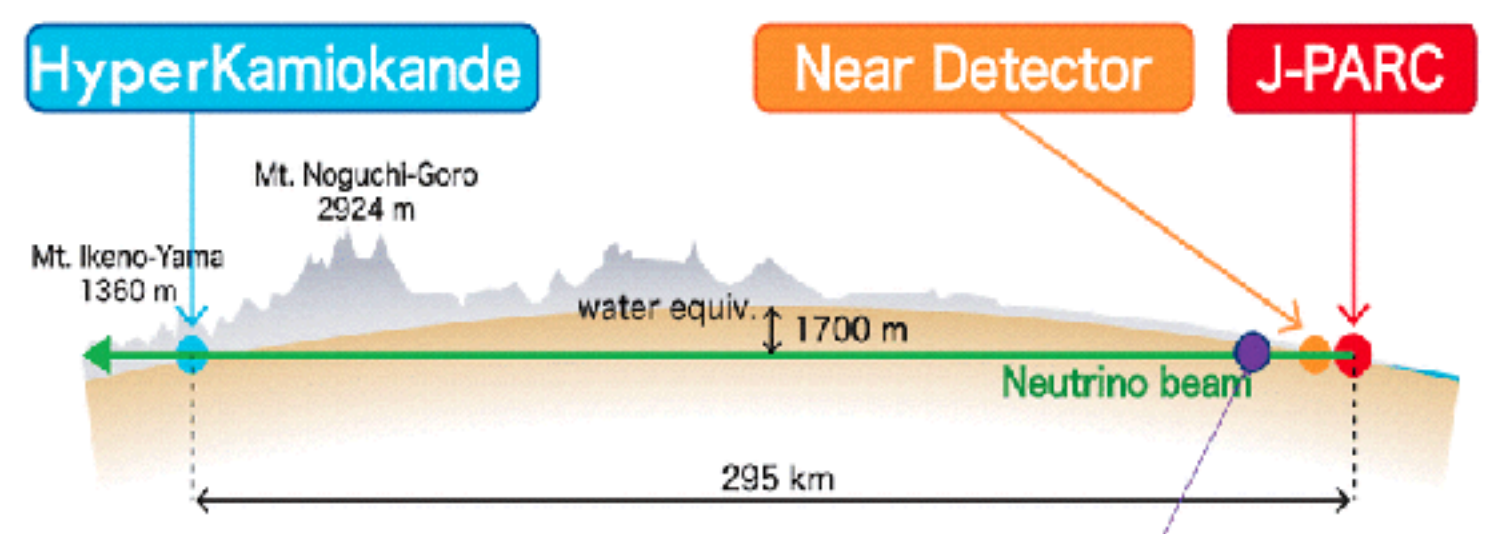 HyperKamiokande
Near Detector
J-PARC
Mt. Noguchi-Goro
2924 m
Mt. Ikeno-Yama
1360 m
water equiv.
1700 m
Neutrino beam
295 km